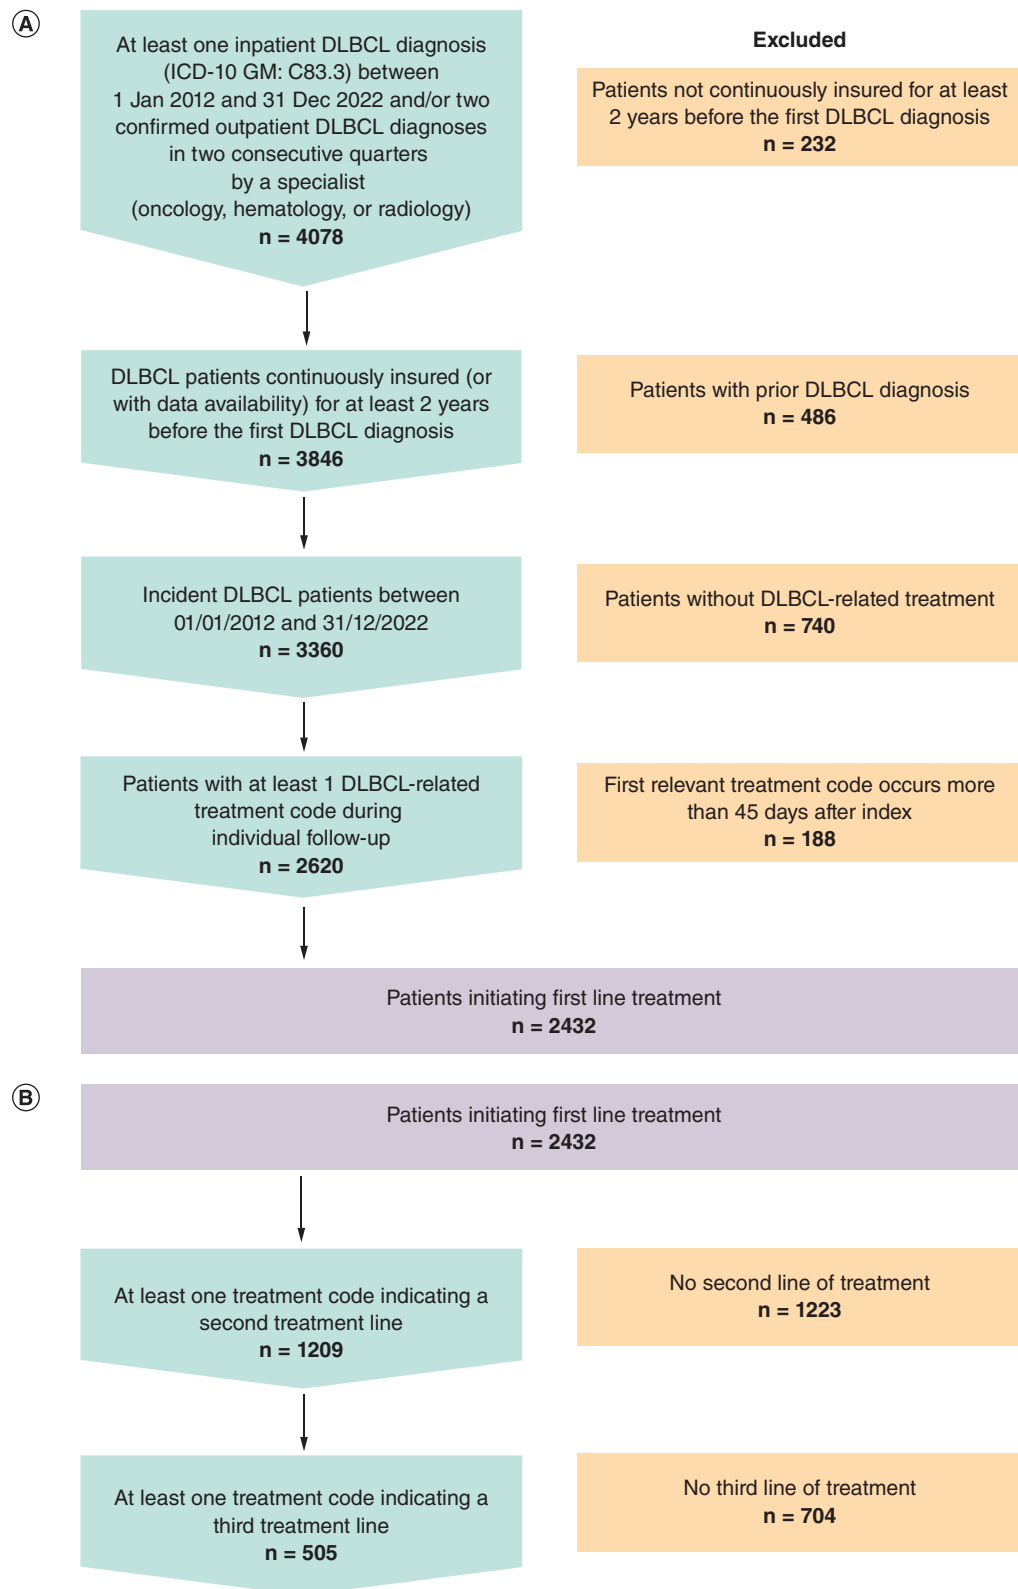 A
At least one inpatient DLBCL diagnosis
(ICD-10 GM: C83.3) between
1 Jan 2012 and 31 Dec 2022 and/or two
confirmed outpatient DLBCL diagnoses
in two consecutive quarters
by a specialist
(oncology, hematology, or radiology)
n = 4078
Excluded
Patients not continuously insured for at least
2 years before the first DLBCL diagnosis
n = 232
DLBCL patients continuously insured (or
with data availability) for at least 2 years
before the first DLBCL diagnosis
n = 3846
Patients with prior DLBCL diagnosis
n = 486
Incident DLBCL patients between
01/01/2012 and 31/12/2022
n = 3360
Patients without DLBCL-related treatment
n = 740
Patients with at least 1 DLBCL-related
treatment code during
individual follow-up
n = 2620
First relevant treatment code occurs more
than 45 days after index
n = 188
Patients initiating first line treatment
n = 2432
B
Patients initiating first line treatment
n = 2432
At least one treatment code indicating a
second treatment line
n = 1209
No second line of treatment
n = 1223
At least one treatment code indicating a
third treatment line
n = 505
No third line of treatment
n = 704